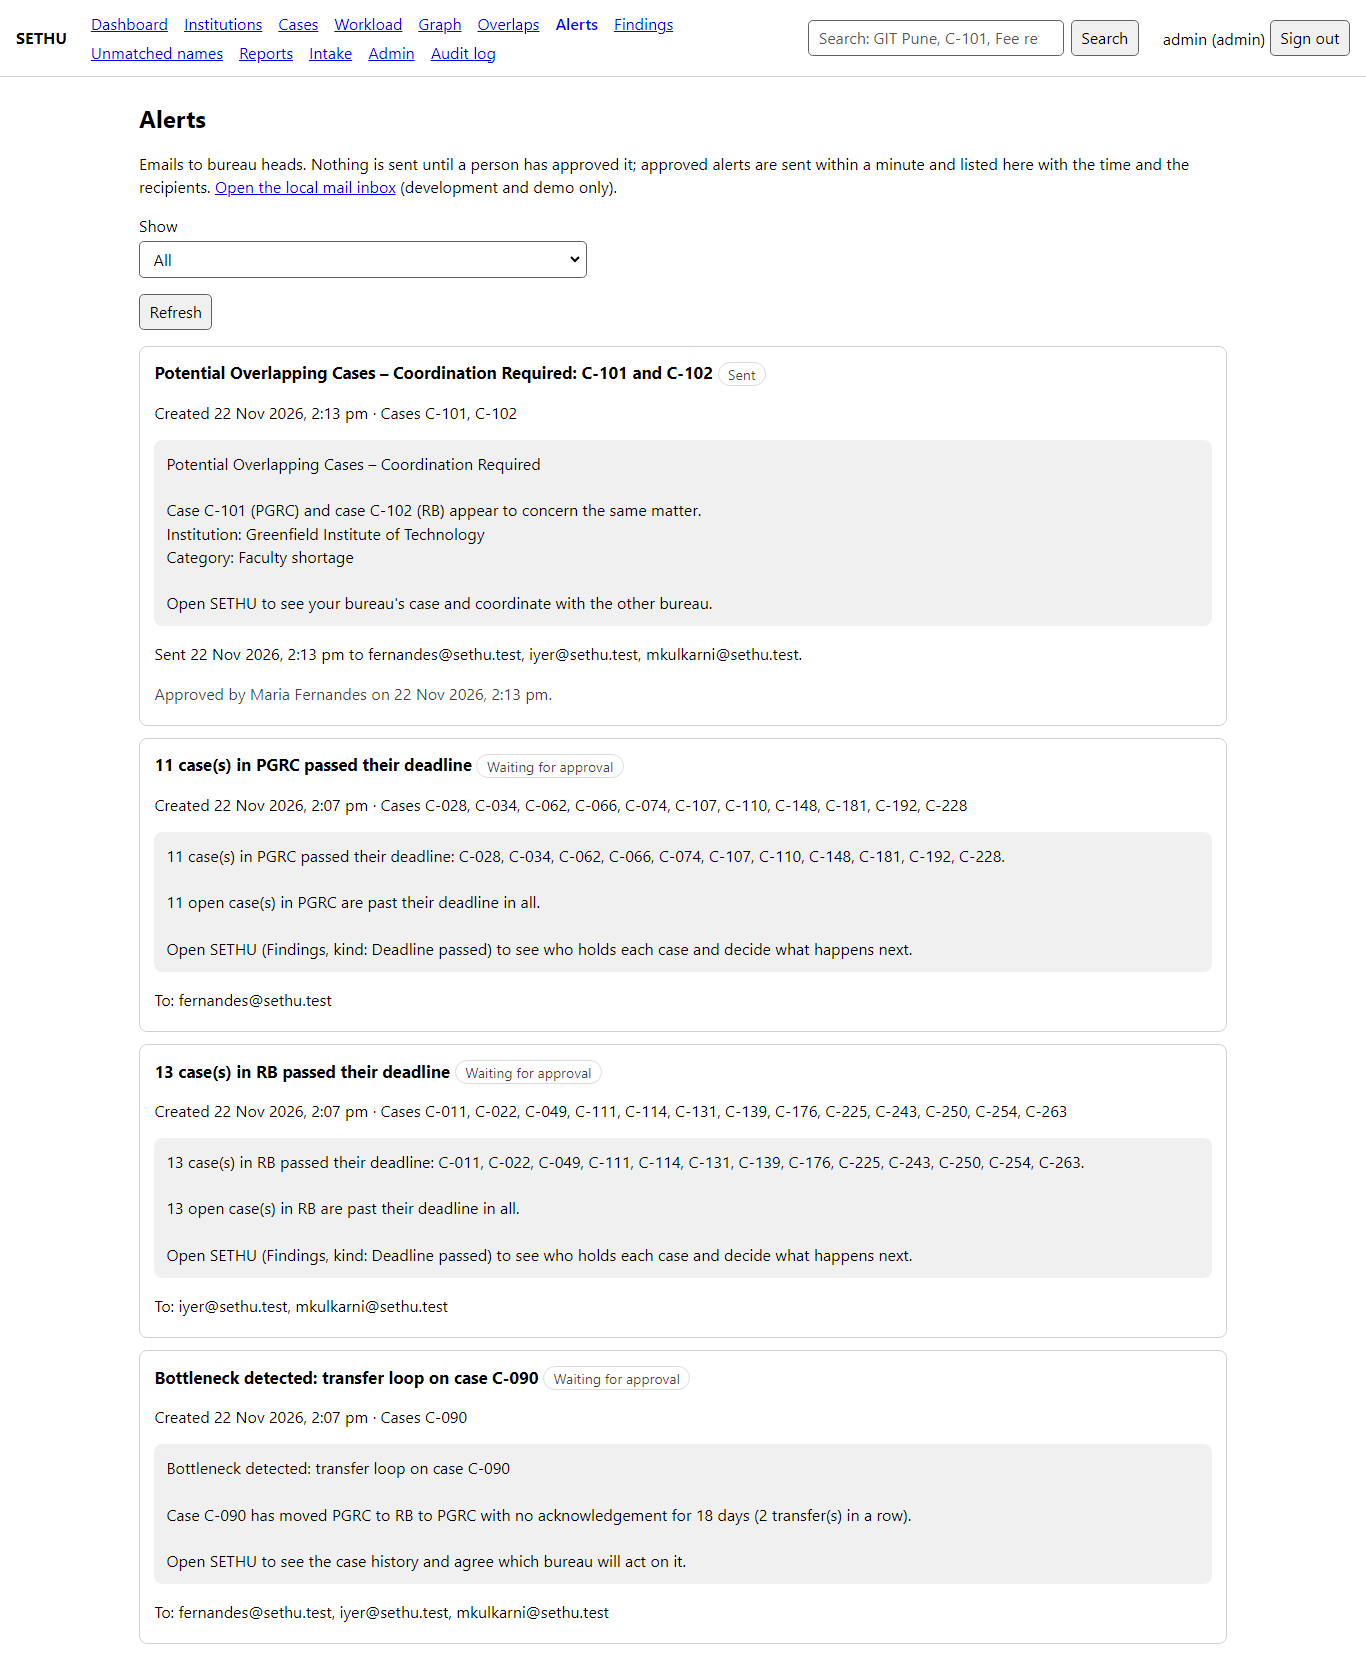 SETHU
Dashboard Institutions Cases Workload Graph Overlaps Alerts Findings
Unmatched names Reports Intake Admin Audit log
Search: GIT Pune, C-101, Fee re
Search
admin (admin)
Sign out
Alerts
Emails to bureau heads. Nothing is sent until a person has approved it; approved alerts are sent within a minute and listed here with the time and the
recipients. Open the local mail inbox (development and demo only).
Show
All
Refresh
Potential Overlapping Cases – Coordination Required: C-101 and C-102 Sent
Created 22 Nov 2026, 2:13 pm · Cases C-101, C-102
Potential Overlapping Cases – Coordination Required
Case C-101 (PGRC) and case C-102 (RB) appear to concern the same matter.
Institution: Greenfield Institute of Technology
Category: Faculty shortage
Open SETHU to see your bureau's case and coordinate with the other bureau.
Sent 22 Nov 2026, 2:13 pm to fernandes@sethu.test, iyer@sethu.test, mkulkarni@sethu.test.
Approved by Maria Fernandes on 22 Nov 2026, 2:13 pm.
11 case(s) in PGRC passed their deadline Waiting for approval
Created 22 Nov 2026, 2:07 pm · Cases C-028, C-034, C-062, C-066, C-074, C-107, C-110, C-148, C-181, C-192, C-228
11 case(s) in PGRC passed their deadline: C-028, C-034, C-062, C-066, C-074, C-107, C-110, C-148, C-181, C-192, C-228.
11 open case(s) in PGRC are past their deadline in all.
Open SETHU (Findings, kind: Deadline passed) to see who holds each case and decide what happens next.
To: fernandes@sethu.test
13 case(s) in RB passed their deadline Waiting for approval
Created 22 Nov 2026, 2:07 pm · Cases C-011, C-022, C-049, C-111, C-114, C-131, C-139, C-176, C-225, C-243, C-250, C-254, C-263
13 case(s) in RB passed their deadline: C-011, C-022, C-049, C-111, C-114, C-131, C-139, C-176, C-225, C-243, C-250, C-254, C-263.
13 open case(s) in RB are past their deadline in all.
Open SETHU (Findings, kind: Deadline passed) to see who holds each case and decide what happens next.
To: iyer@sethu.test, mkulkarni@sethu.test
Bottleneck detected: transfer loop on case C-090 Waiting for approval
Created 22 Nov 2026, 2:07 pm · Cases C-090
Bottleneck detected: transfer loop on case C-090
Case C-090 has moved PGRC to RB to PGRC with no acknowledgement for 18 days (2 transfer(s) in a row).
Open SETHU to see the case history and agree which bureau will act on it.
To: fernandes@sethu.test, iyer@sethu.test, mkulkarni@sethu.test